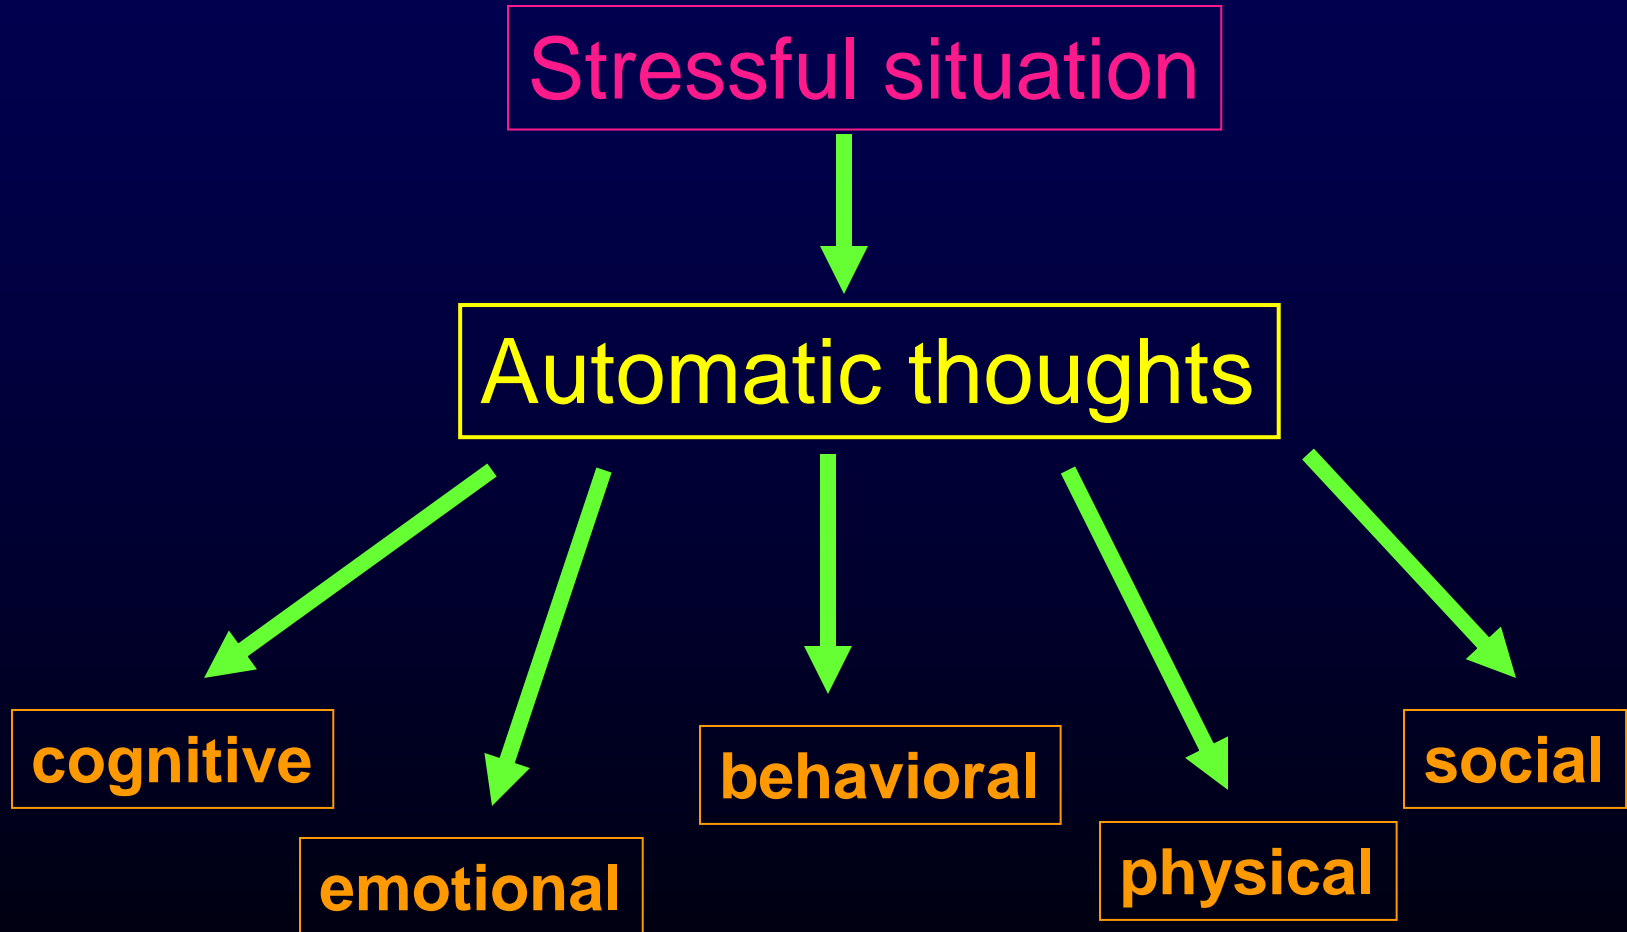 Stressful situation
Automatic thoughts
cognitive
emotional
behavioral
physical
social